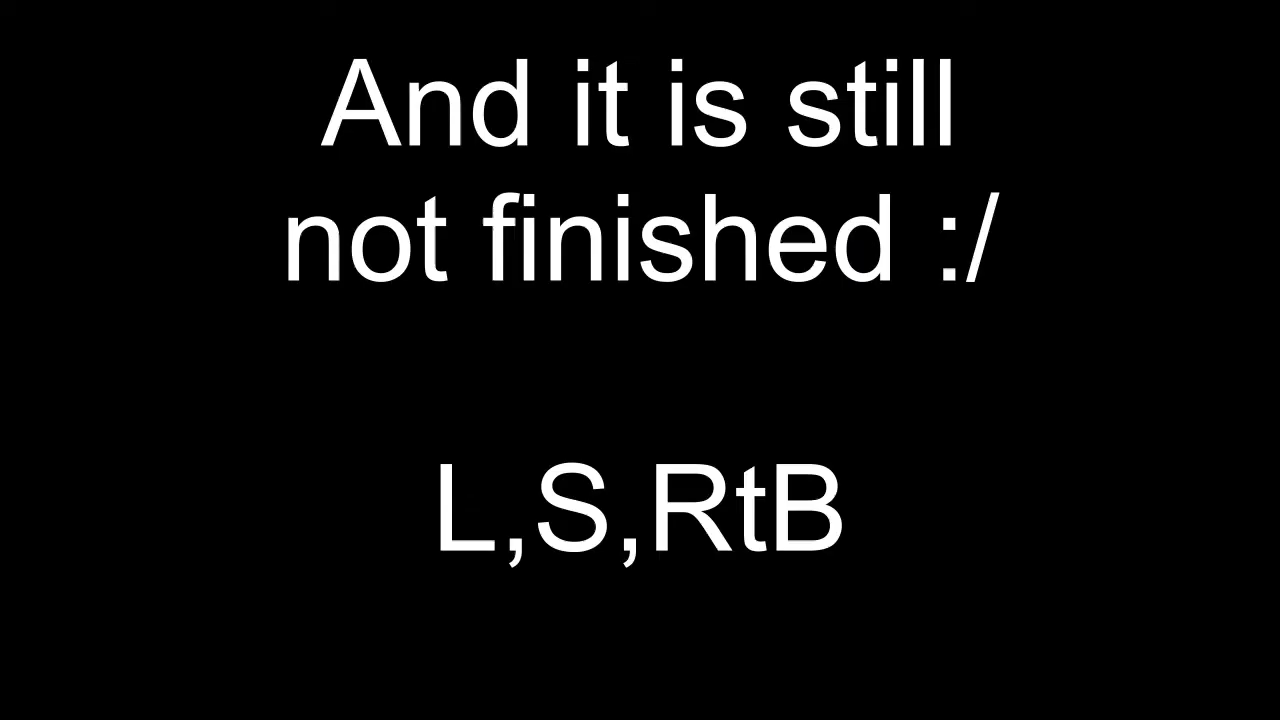 And it is still
not finished :/
L,S,RtB